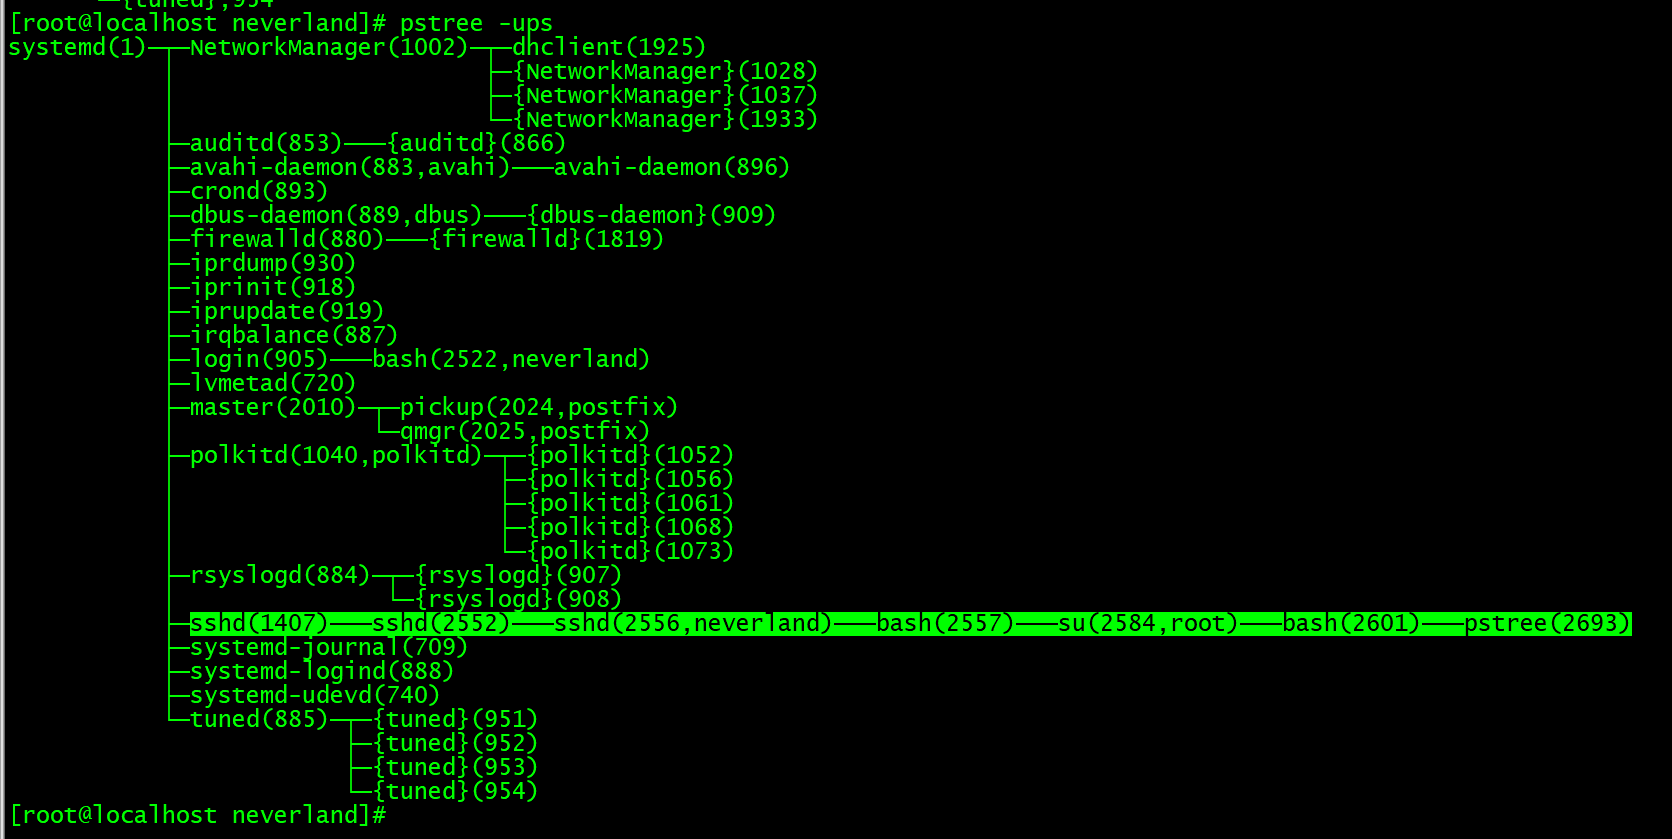 [root@localhost neverland]# pstree -ups
systemd(1)─┬─NetworkManager(1002)─┬─dhclient(1925)
           │                      ├─{NetworkManager}(1028)
           │                      ├─{NetworkManager}(1037)
           │                      └─{NetworkManager}(1933)
           ├─auditd(853)───{auditd}(866)
           ├─avahi-daemon(883,avahi)───avahi-daemon(896)
           ├─crond(893)
           ├─dbus-daemon(889,dbus)───{dbus-daemon}(909)
           ├─firewalld(880)───{firewalld}(1819)
           ├─iprdump(930)
           ├─iprinit(918)
           ├─iprupdate(919)
           ├─irqbalance(887)
           ├─login(905)───bash(2522,neverland)
           ├─lvmetad(720)
           ├─master(2010)─┬─pickup(2024,postfix)
           │              └─qmgr(2025,postfix)
           ├─polkitd(1040,polkitd)─┬─{polkitd}(1052)
           │                       ├─{polkitd}(1056)
           │                       ├─{polkitd}(1061)
           │                       ├─{polkitd}(1068)
           │                       └─{polkitd}(1073)
           ├─rsyslogd(884)─┬─{rsyslogd}(907)
           │               └─{rsyslogd}(908)
           ├─sshd(1407)───sshd(2552)───sshd(2556,neverland)───bash(2557)───su(2584,root)───bash(2601)───pstree(2693)
           ├─systemd-journal(709)
           ├─systemd-logind(888)
           ├─systemd-udevd(740)
           └─tuned(885)─┬─{tuned}(951)
                        ├─{tuned}(952)
                        ├─{tuned}(953)
                        └─{tuned}(954)
[root@localhost neverland]#